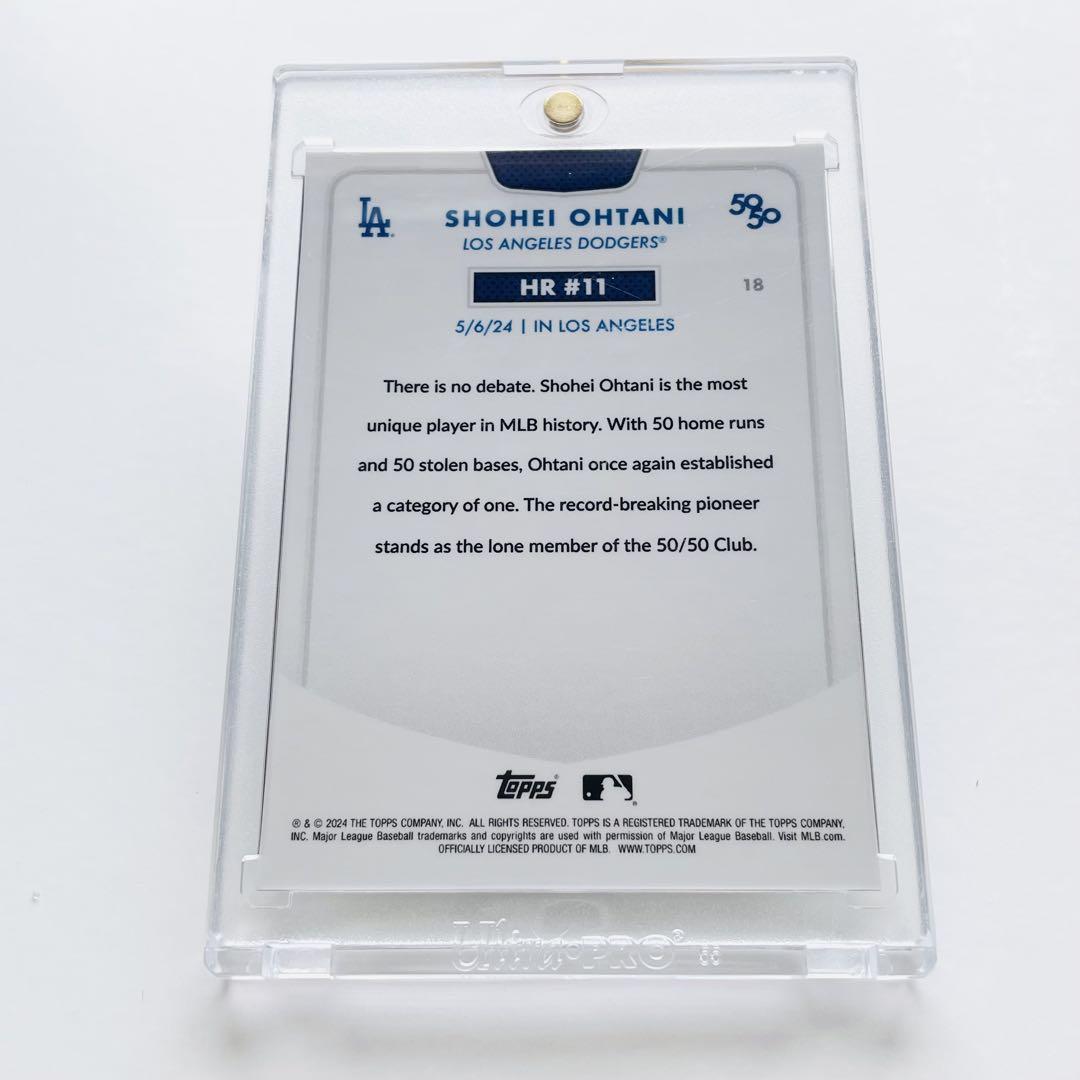 LA
SHOHEI OHTANI
50/50
LOS ANGELES DODGERS®
HR #11
18
5/6/24 | IN LOS ANGELES
There is no debate. Shohei Ohtani is the most
unique player in MLB history. With 50 home runs
and 50 stolen bases, Ohtani once again established
a category of one. The record-breaking pioneer
stands as the lone member of the 50/50 Club.
Topps®
® & © 2024 THE TOPPS COMPANY, INC. ALL RIGHTS RESERVED. TOPPS IS A REGISTERED TRADEMARK OF THE TOPPS COMPANY,
INC. Major League Baseball trademarks and copyrights are used with permission of Major League Baseball. Visit MLB.com.
OFFICIALLY LICENSED PRODUCT OF MLB. WWW.TOPPS.COM
Ultra•PRO®